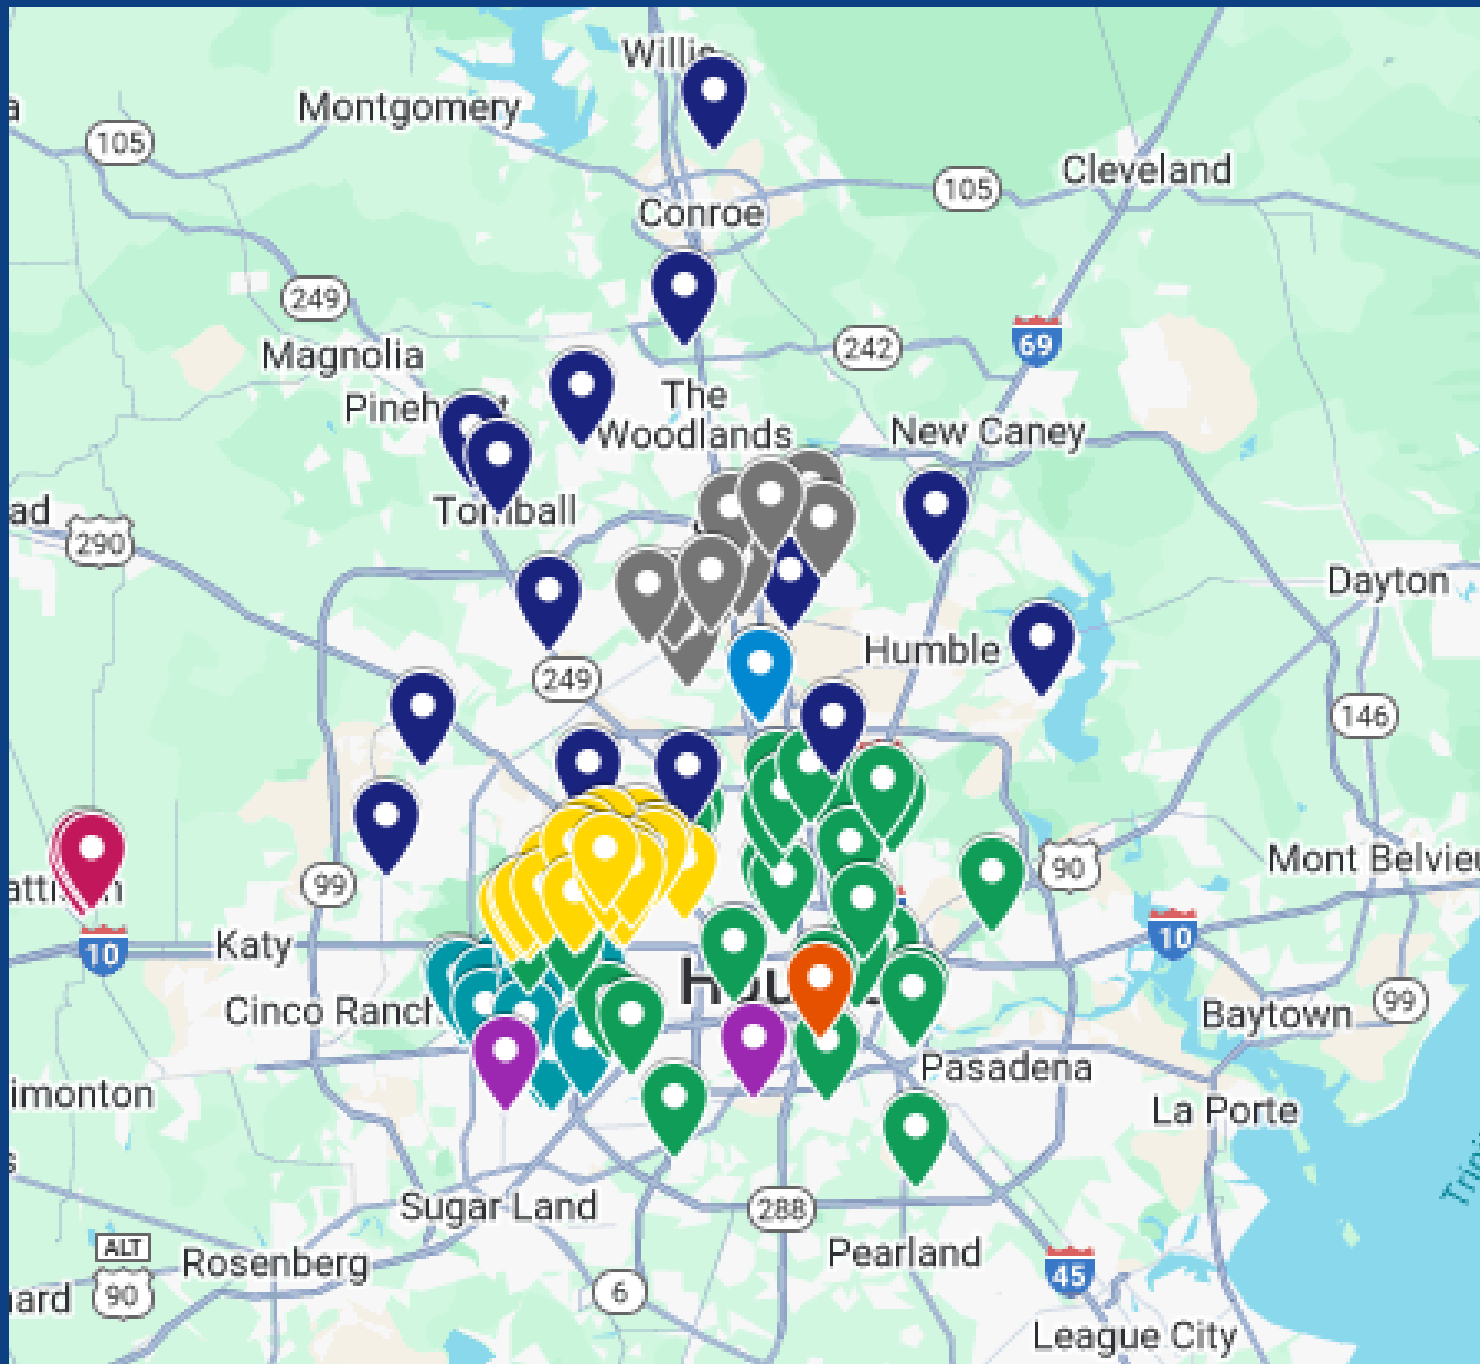 Willis
Montgomery
105
Cleveland
105
Conroe
249
242
69
Magnolia
The
Woodlands
New Caney
Tomball
290
Dayton
Humble
249
146
99
90
Mont Belvieu
10
Katy
10
Cinco Ranch
99
Baytown
Pasadena
La Porte
Sugar Land
288
ALT
90
Rosenberg
Pearland
6
45
League City